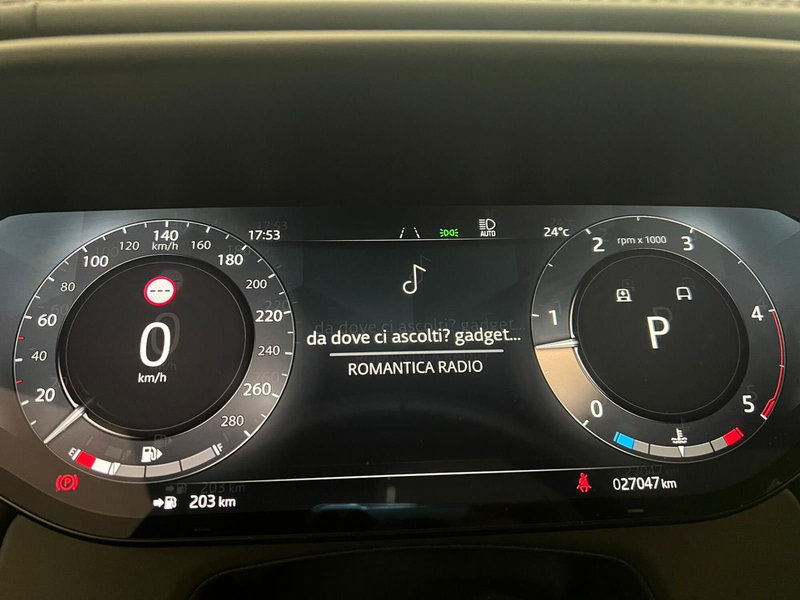 17:53
AUTO
24°c
140
km/h
120
160
100
180
80
200
60
220
40
240
20
260
280
0
km/h
E
F
da dove ci ascolti? gadget...
ROMANTICA RADIO
rpm x 1000
2
3
1
4
0
5
P
203 km
027047 km